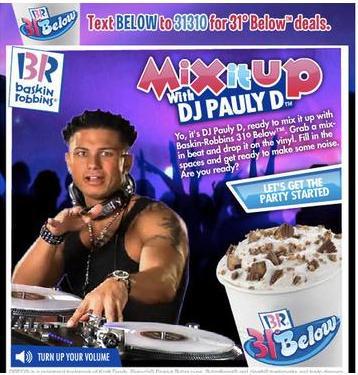 BR
31° Below
Text BELOW to 31310 for 31° Below™ deals.
BR
baskin
robbins®
Mix it Up
With
DJ PAULY D™
Yo, it's DJ Pauly D, ready to mix it up with
Baskin-Robbins 310 Below™. Grab a mix-
in beat and drop it on the vinyl. Fill in the
spaces and get ready to make some noise.
Are you ready?
LET'S GET THE
PARTY STARTED
BR
31° Below
TURN UP YOUR VOLUME